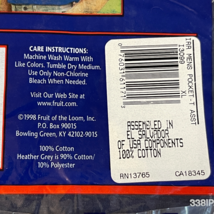 CARE INSTRUCTIONS:
Machine Wash Warm With
Like Colors. Tumble Dry Medium.
Use Only Non-Chlorine
Bleach When Needed.
Visit Our Web Site at
www.fruit.com
©1998 Fruit of the Loom, Inc.
P.O. Box 90015
Bowling Green, KY 42102-9015
100% Cotton
Heather Grey is 90% Cotton/
10% Polyester
IRR MENS POCKET T ASST
XL
ASSEMBLED IN
EL SALVADOR
OF USA COMPONENTS
100% COTTON
RN13765 CA18345
338IP